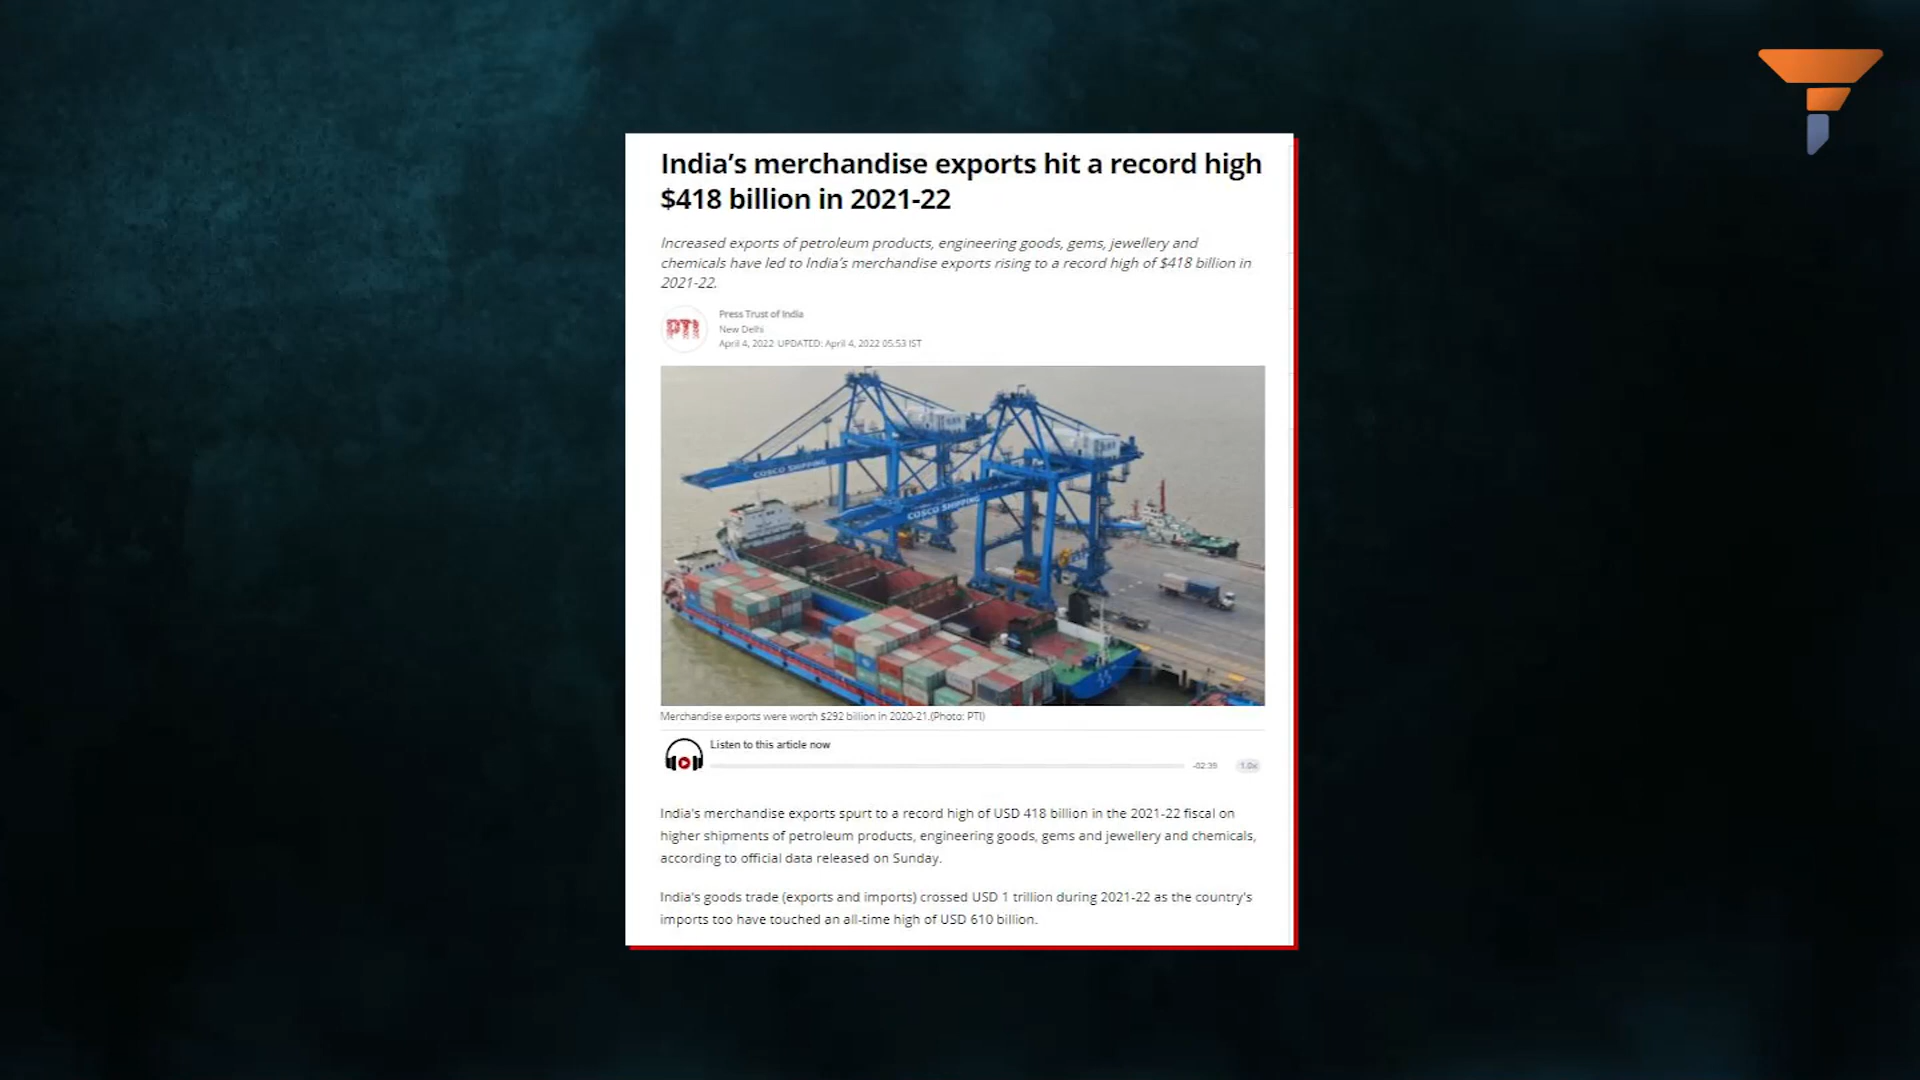 India's merchandise exports hit a record high
$418 billion in 2021-22
Increased exports of petroleum products, engineering goods, gems, jewellery and
chemicals have led to India's merchandise exports rising to a record high of $418 billion in
2021-22.
PTI
Press Trust of India
New Delhi
April 4, 2022 UPDATED: April 4, 2022 05:53 IST
COSCO SHIPPING
COSCO SHIPPING
Merchandise exports were worth $292 billion in 2020-21.(Photo: PTI)
Listen to this article now
-02:39 1.0x
India's merchandise exports spurt to a record high of USD 418 billion in the 2021-22 fiscal on
higher shipments of petroleum products, engineering goods, gems and jewellery and chemicals,
according to official data released on Sunday.
India's goods trade (exports and imports) crossed USD 1 trillion during 2021-22 as the country's
imports too have touched an all-time high of USD 610 billion.